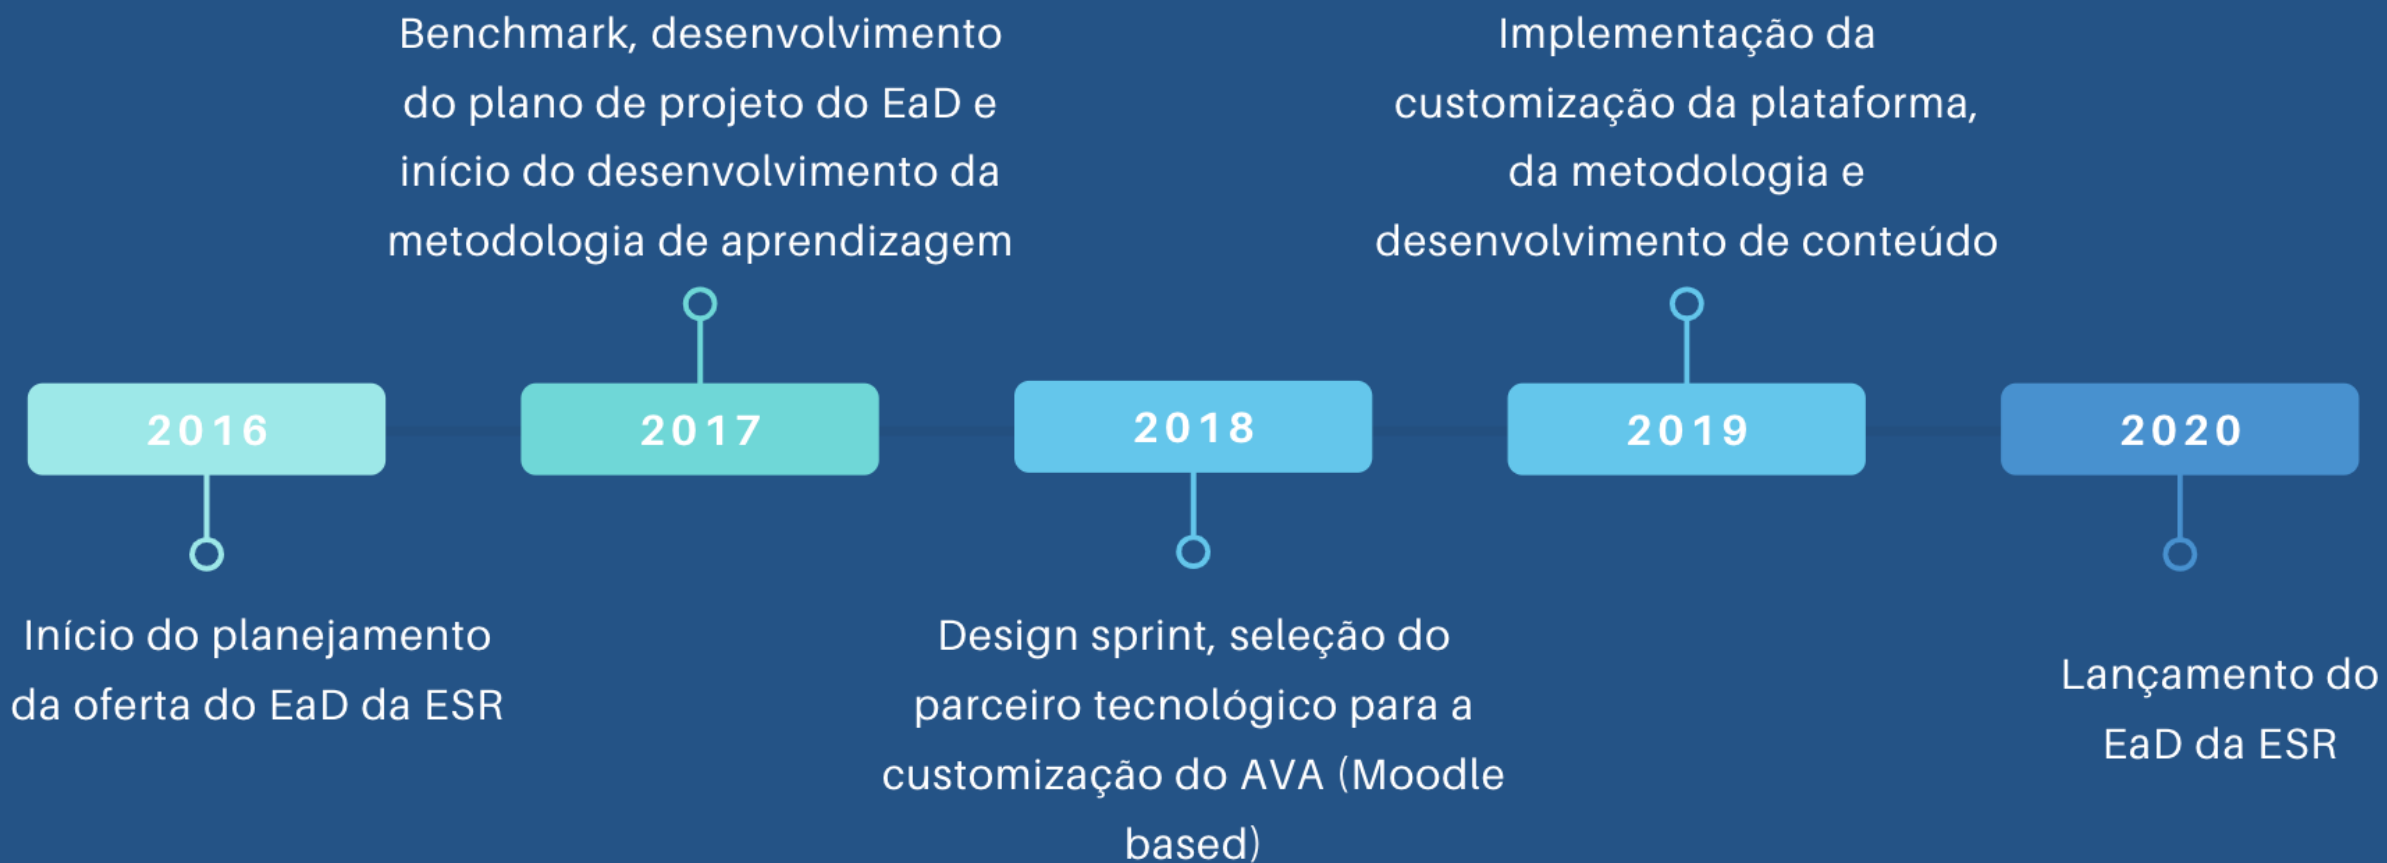 Benchmark, desenvolvimento
do plano de projeto do EaD e
início do desenvolvimento da
metodologia de aprendizagem
Implementação da
customização da plataforma,
da metodologia e
desenvolvimento de conteúdo
2016
2017
2018
2019
2020
Início do planejamento
da oferta do EaD da ESR
Design sprint, seleção do
parceiro tecnológico para a
customização do AVA (Moodle
based)
Lançamento do
EaD da ESR